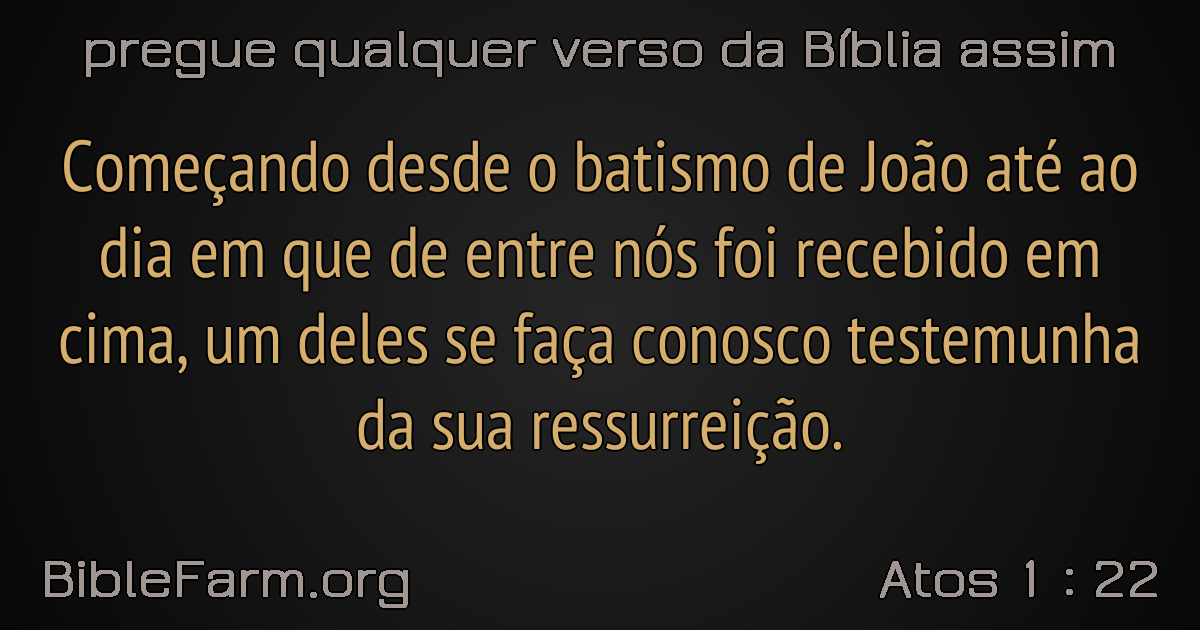 pregue qualquer verso da Bíblia assim
Começando desde o batismo de João até ao
dia em que de entre nós foi recebido em
cima, um deles se faça conosco testemunha
da sua ressurreição.
BibleFarm.org
Atos 1 : 22